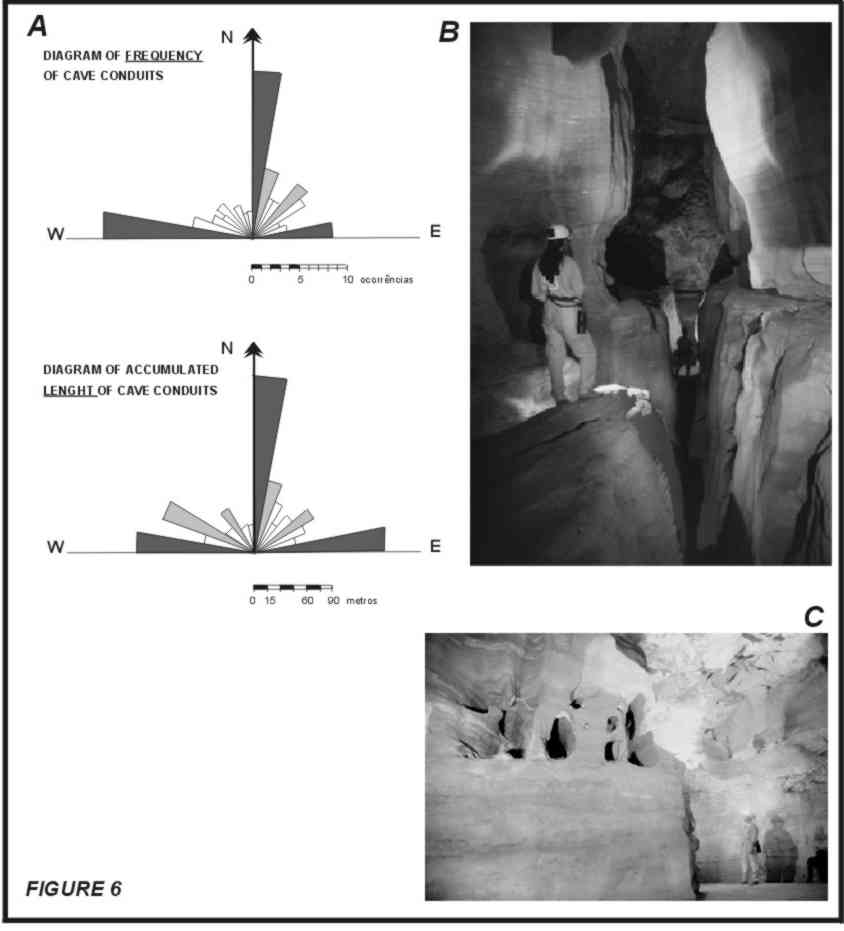 A
DIAGRAM OF FREQUENCY
OF CAVE CONDUITS
N
W
E
0 5 10 ocorrências
DIAGRAM OF ACCUMULATED
LENGHT OF CAVE CONDUITS
N
W
E
0 15 60 90 metros
B
C
FIGURE 6